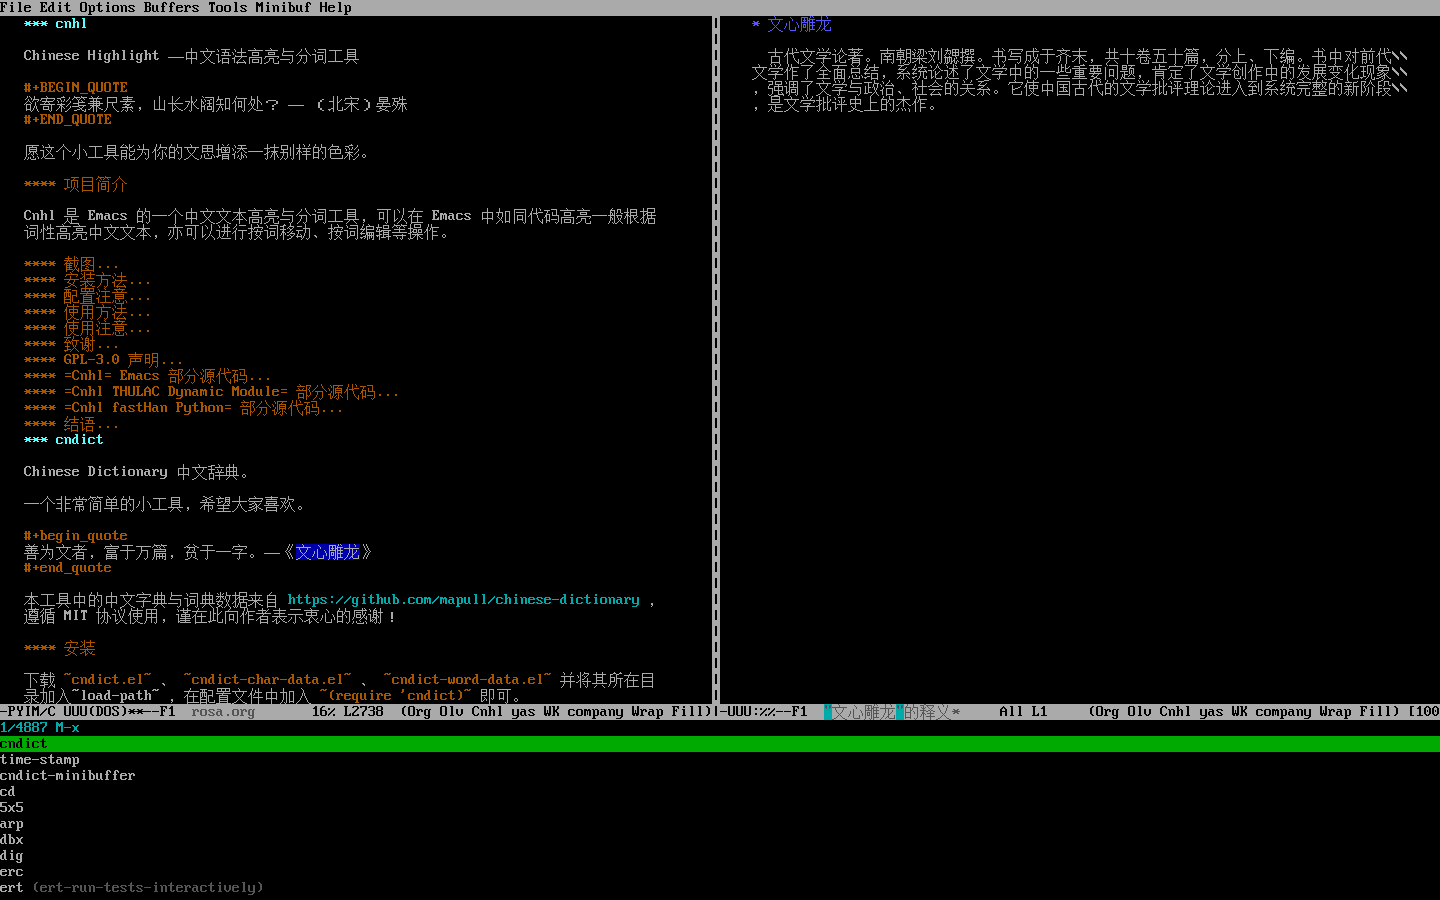 File Edit Options Buffers Tools Minibuf Help
*** cnhl
Chinese Highlight —中文语法高亮与分词工具
#+BEGIN_QUOTE
欲寄彩笺兼尺素，山长水阔知何处？ — （北宋）晏殊
#+END_QUOTE
愿这个小工具能为你的文思增添一抹别样的色彩。
**** 项目简介
Cnhl 是 Emacs 的一个中文文本高亮与分词工具，可以在 Emacs 中如同代码高亮一般根据
词性高亮中文文本，亦可以进行按词移动、按词编辑等操作。
**** 截图...
**** 安装方法...
**** 配置注意...
**** 使用方法...
**** 使用注意...
**** 致谢...
**** GPL-3.0 声明...
**** =Cnhl= Emacs 部分源代码...
**** =Cnhl THULAC Dynamic Module= 部分源代码...
**** =Cnhl fastHan Python= 部分源代码...
**** 结语...
*** cndict
Chinese Dictionary 中文辞典。
一个非常简单的小工具，希望大家喜欢。
#+begin_quote
善为文者，富于万篇，贫于一字。—《文心雕龙》
#+end_quote
本工具中的中文字典与词典数据来自 https://github.com/mapull/chinese-dictionary ，
遵循 MIT 协议使用，谨在此向作者表示衷心的感谢！
**** 安装
下载 ~cndict.el~ 、 ~cndict-char-data.el~ 、 ~cndict-word-data.el~ 并将其所在目
录加入~load-path~ ，在配置文件中加入 ~(require 'cndict)~ 即可。
-PY|M/C UUU(DOS)**--F1  rosa.org       16% L2738  (Org Olv Cnhl yas WK company Wrap Fill)
* 文心雕龙
古代文学论著。南朝梁刘勰撰。书写成于齐末，共十卷五十篇，分上、下编。书中对前代\\
文学作了全面总结，系统论述了文学中的一些重要问题，肯定了文学创作中的发展变化现象\\
，强调了文学与政治、社会的关系。它使中国古代的文学批评理论进入到系统完整的新阶段\\
，是文学批评史上的杰作。
-UUU:%%--F1  "文心雕龙"的释义*     All L1     (Org Olv Cnhl yas WK company Wrap Fill) [100
1/4887 M-x
cndict
time-stamp
cndict-minibuffer
cd
5x5
arp
dbx
dig
erc
ert (ert-run-tests-interactively)